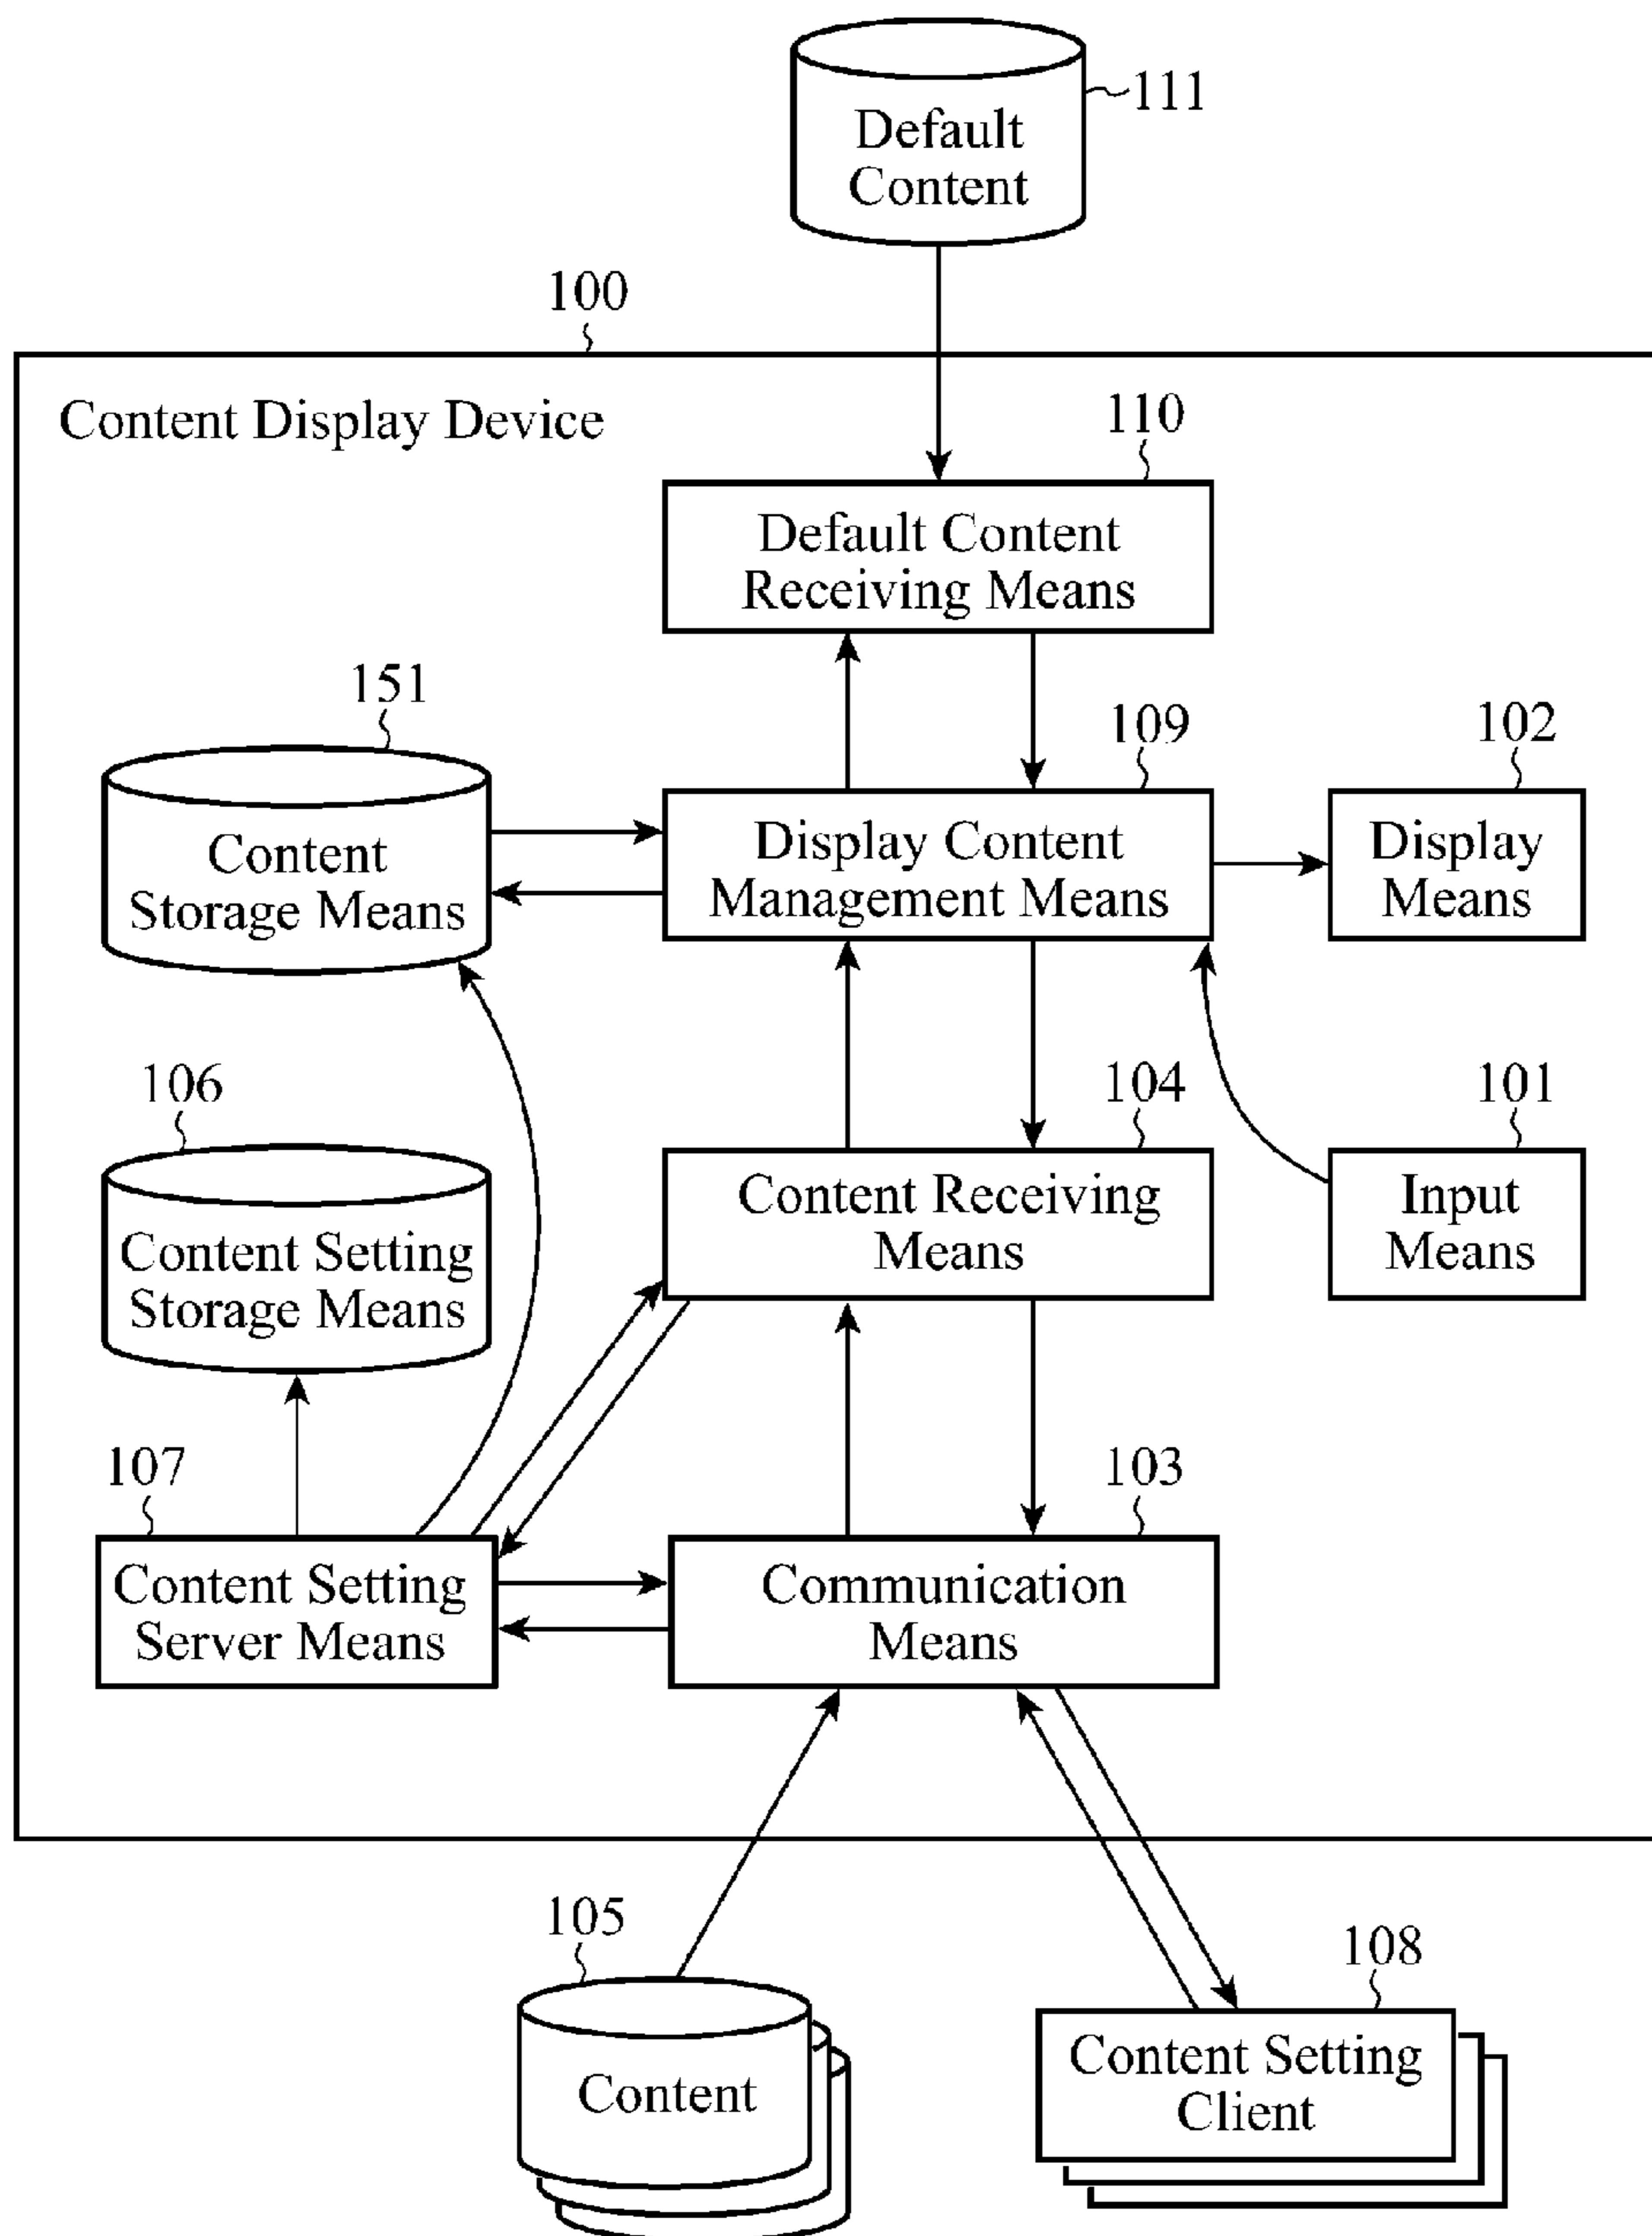 111
Default
Content
100
Content Display Device
110
Default Content
Receiving Means
151
109
102
Content
Storage Means
Display Content
Management Means
Display
Means
106
104
101
Content Setting
Storage Means
Content Receiving
Means
Input
Means
107
103
Content Setting
Server Means
Communication
Means
105
108
Content
Content Setting
Client